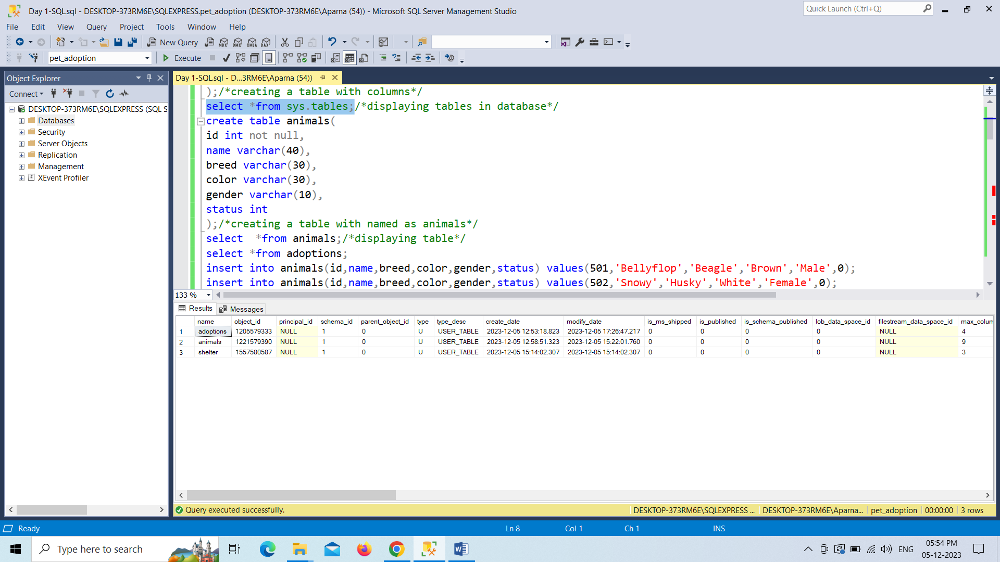 Day 1-SQL.sql - DESKTOP-373RM6E\SQLEXPRESS.pet_adoption (DESKTOP-373RM6E\Aparna (54)) - Microsoft SQL Server Management Studio
Quick Launch (Ctrl+Q)
File Edit View Query Project Tools Window Help
New Query MDX DMX XMLA DAX
pet_adoption Execute
Object Explorer
Connect
DESKTOP-373RM6E\SQLEXPRESS (SQL S
Databases
Security
Server Objects
Replication
Management
XEvent Profiler
Day 1-SQL.sql - D...3RM6E\Aparna (54))
);/*creating a table with columns*/
select *from sys.tables;/*displaying tables in database*/
create table animals(
id int not null,
name varchar(40),
breed varchar(30),
color varchar(30),
gender varchar(10),
status int
);/*creating a table with named as animals*/
select  *from animals;/*displaying table*/
select *from adoptions;
insert into animals(id,name,breed,color,gender,status) values(501,'Bellyflop','Beagle','Brown','Male',0);
insert into animals(id,name,breed,color,gender,status) values(502,'Snowy','Husky','White','Female',0);
133 %
Results Messages
name object_id principal_id schema_id parent_object_id type type_desc create_date modify_date is_ms_shipped is_published is_schema_published lob_data_space_id filestream_data_space_id max_colum
1 adoptions 1205579333 NULL 1 0 U USER_TABLE 2023-12-05 12:53:18.823 2023-12-05 17:26:47.217 0 0 0 0 NULL 4
2 animals 1221579390 NULL 1 0 U USER_TABLE 2023-12-05 12:58:51.323 2023-12-05 15:22:01.760 0 0 0 0 NULL 9
3 shelter 1557580587 NULL 1 0 U USER_TABLE 2023-12-05 15:14:02.307 2023-12-05 15:14:02.307 0 0 0 0 NULL 3
Query executed successfully. DESKTOP-373RM6E\SQLEXPRESS ... DESKTOP-373RM6E\Aparna... pet_adoption 00:00:00 3 rows
Ready Ln 8 Col 1 Ch 1 INS
Type here to search
ENG
05:54 PM
05-12-2023